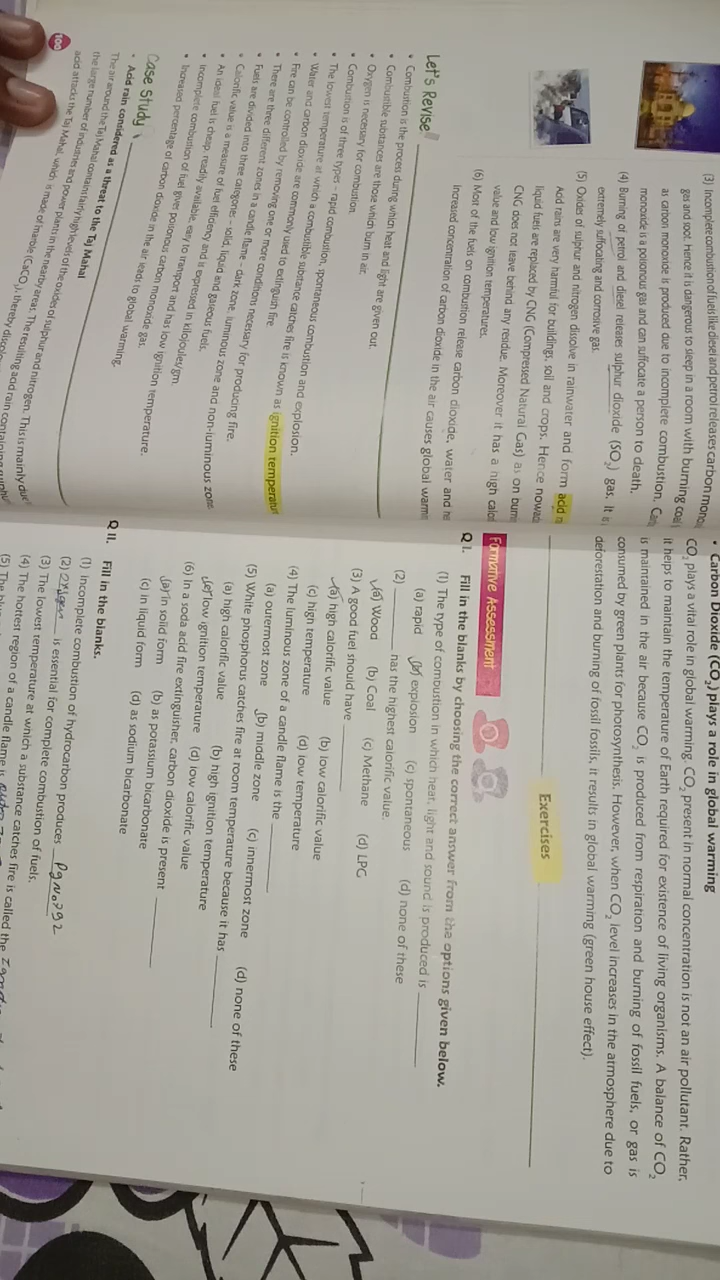 (3) Incomplete combustion of fuels like diesel and petrol releases carbon
gas and soot. Hence it is dangerous to sleep in a room with burning coal
as carbon monoxide is produced due to incomplete combustion.
monoxide is a poisonous gas and can suffocate a person to death.
(4) Burning of petrol and diesel releases sulphur dioxide (SO₂) gas. It is
extremely suffocating and corrosive gas.
(5) Oxides of sulphur and nitrogen dissolve in rainwater and form acid
Acid rain are very harmful for buildings, soil and crops. Hence
liquid fuels are replaced by CNG (Compressed Natural Gas) as on
CNG does not leave behind any residue. Moreover it has a high
value and low ignition temperatures.
(6) Most of the fuels on combustion release carbon dioxide, water and
Increased concentration of carbon dioxide in the air causes global
Let's Revise
• Combustion is the process during which heat and light are given out.
• Combustible substances are those which burn in air.
• Oxygen is necessary for combustion.
• Combustion is of three types – rapid combustion, spontaneous combustion and explosion.
• The lowest temperature at which a combustible substance catches fire is known as ignition
• Water and carbon dioxide are commonly used to extinguish fire
• Fire can be controlled by removing one or more conditions necessary for producing fire.
• There are three different zones in a candle flame – dark zone, luminous zone and non-luminous zone.
• Fuels are divided into three categories – solid, liquid and gaseous fuels.
• Calorific value is a measure of fuel efficiency and is expressed in kilojoules/gm.
• An ideal fuel is cheap, readily available, easy to transport and has low ignition temperature.
• Incomplete combustion of fuel gives poisonous carbon monoxide gas.
• Increased percentage of carbon dioxide in the air leads to global warming.
Case Study
• Acid rain considered as a threat to the Taj Mahal
The air around the Taj Mahal contains fairly high levels of the oxides of sulphur and nitrogen. This is mainly due
the large number of industries and power plants in the nearby areas. The resulting acid rain containing
acid attacks the Taj Mahal, which, is made of marble (CaCO₃), thereby
100
• Carbon Dioxide (CO₂) plays a role in global warming
CO₂ plays a vital role in global warming. CO₂ present in normal concentration is not an air pollutant. Rather,
it helps to maintain the temperature of Earth required for existence of living organisms. A balance of CO₂
is maintained in the air because CO₂ is produced from respiration and burning of fossil fuels, or gas is
consumed by green plants for photosynthesis. However, when CO₂ level increases in the atmosphere due to
deforestation and burning of fossil fossils, it results in global warming (green house effect).
Exercises
Formative Assessment
Q I. Fill in the blanks by choosing the correct answer from the options given below.
(1) The type of combustion in which heat, light and sound is produced is ______
(a) rapid (b) explosion (c) spontaneous (d) none of these
(2) ______ has the highest calorific value.
(a) Wood (b) Coal (c) Methane (d) LPG
(3) A good fuel should have ______
(a) high calorific value (b) low calorific value
(c) high temperature (d) low temperature
(4) The luminous zone of a candle flame is the ______
(a) outermost zone (b) middle zone (c) innermost zone (d) none of these
(5) White phosphorus catches fire at room temperature because it has ______
(a) high calorific value (b) high ignition temperature
(c) low ignition temperature (d) low calorific value
(6) In a soda acid fire extinguisher, carbon dioxide is present ______
(a) in solid form (b) as potassium bicarbonate
(c) in liquid form (d) as sodium bicarbonate
Q II. Fill in the blanks.
(1) Incomplete combustion of hydrocarbon produces Pg No 792
(2) oxygen is essential for complete combustion of fuels.
(3) The lowest temperature at which a substance catches fire is called the
(4) The hottest region of a candle flame is
(5) The